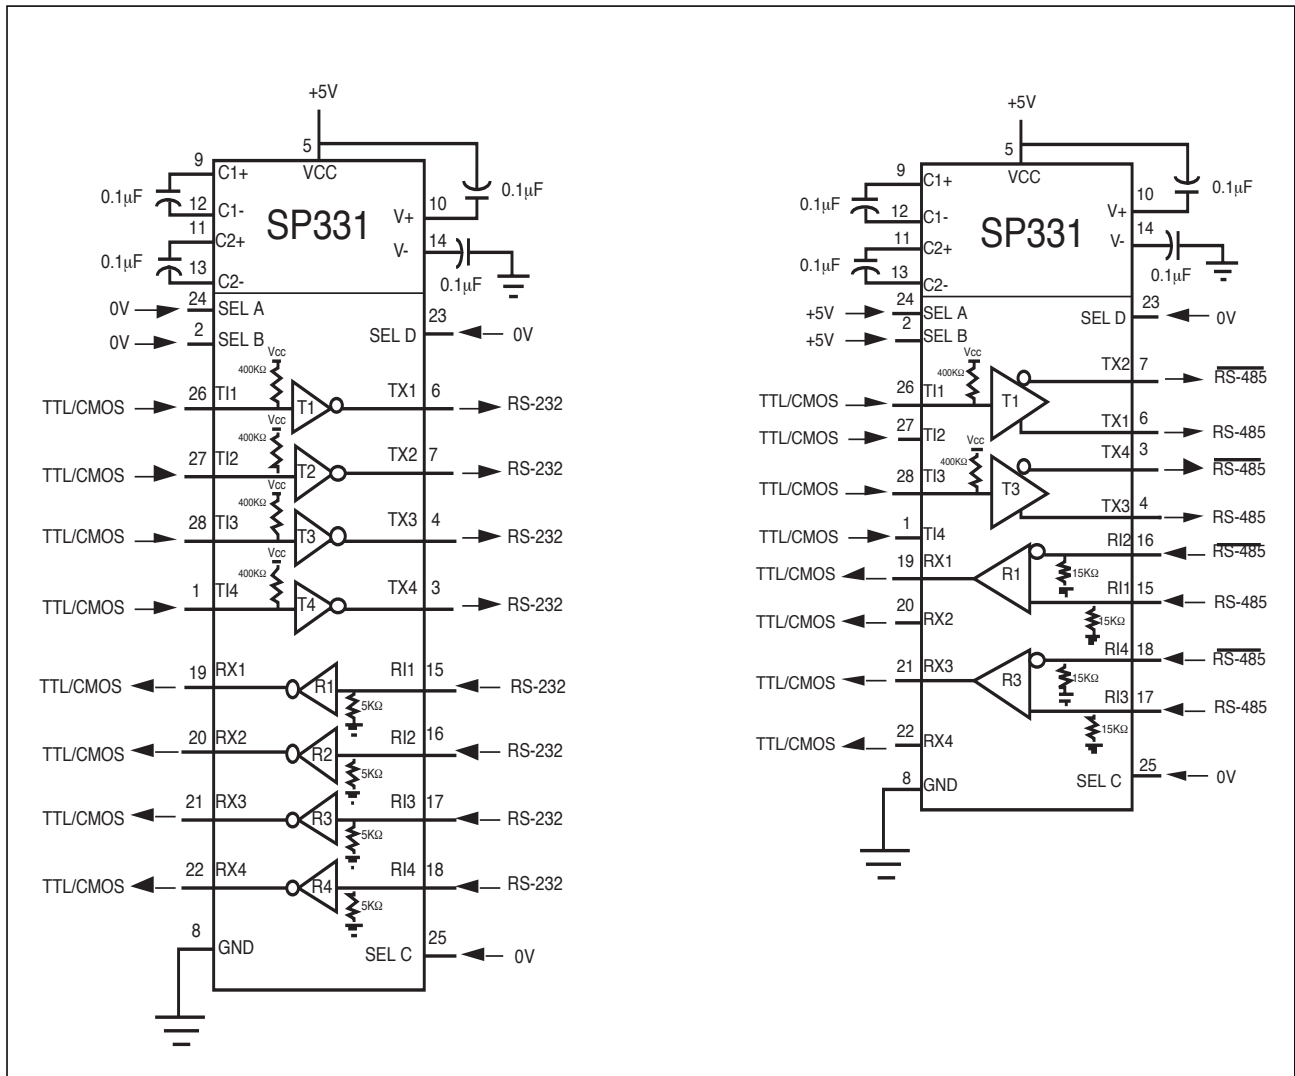 +5V
5
VCC
9 C1+
0.1µF
12 C1-
11 C2+
0.1µF
13 C2-
SP331
0.1µF
10
V+
14
V-
0.1µF
0V 24 SEL A
0V 2 SEL B
23
SEL D 0V
Vcc
400KΩ
TTL/CMOS 26 TI1 T1 TX1 6 RS-232
Vcc
400KΩ
TTL/CMOS 27 TI2 T2 TX2 7 RS-232
Vcc
400KΩ
TTL/CMOS 28 TI3 T3 TX3 4 RS-232
Vcc
400KΩ
TTL/CMOS 1 TI4 T4 TX4 3 RS-232
TTL/CMOS 19 RX1 R1 RI1 15 RS-232
5KΩ
TTL/CMOS 20 RX2 R2 RI2 16 RS-232
5KΩ
TTL/CMOS 21 RX3 R3 RI3 17 RS-232
5KΩ
TTL/CMOS 22 RX4 R4 RI4 18 RS-232
5KΩ
8 GND
25
SEL C 0V
+5V
5
VCC
9 C1+
0.1µF
12 C1-
11 C2+
0.1µF
13 C2-
SP331
0.1µF
10
V+
14
V-
0.1µF
+5V 24 SEL A
+5V 2 SEL B
23
SEL D 0V
Vcc
400KΩ
TX2 7 RS-485
TTL/CMOS 26 TI1 T1
TX1 6 RS-485
TTL/CMOS 27 TI2
Vcc
400KΩ
TX4 3 RS-485
TTL/CMOS 28 TI3 T3
TX3 4 RS-485
TTL/CMOS 1 TI4
RI2 16 RS-485
TTL/CMOS 19 RX1 R1 15KΩ
RI1 15 RS-485
15KΩ
TTL/CMOS 20 RX2
RI4 18 RS-485
TTL/CMOS 21 RX3 R3 15KΩ
RI3 17 RS-485
15KΩ
TTL/CMOS 22 RX4
25
SEL C 0V
8 GND